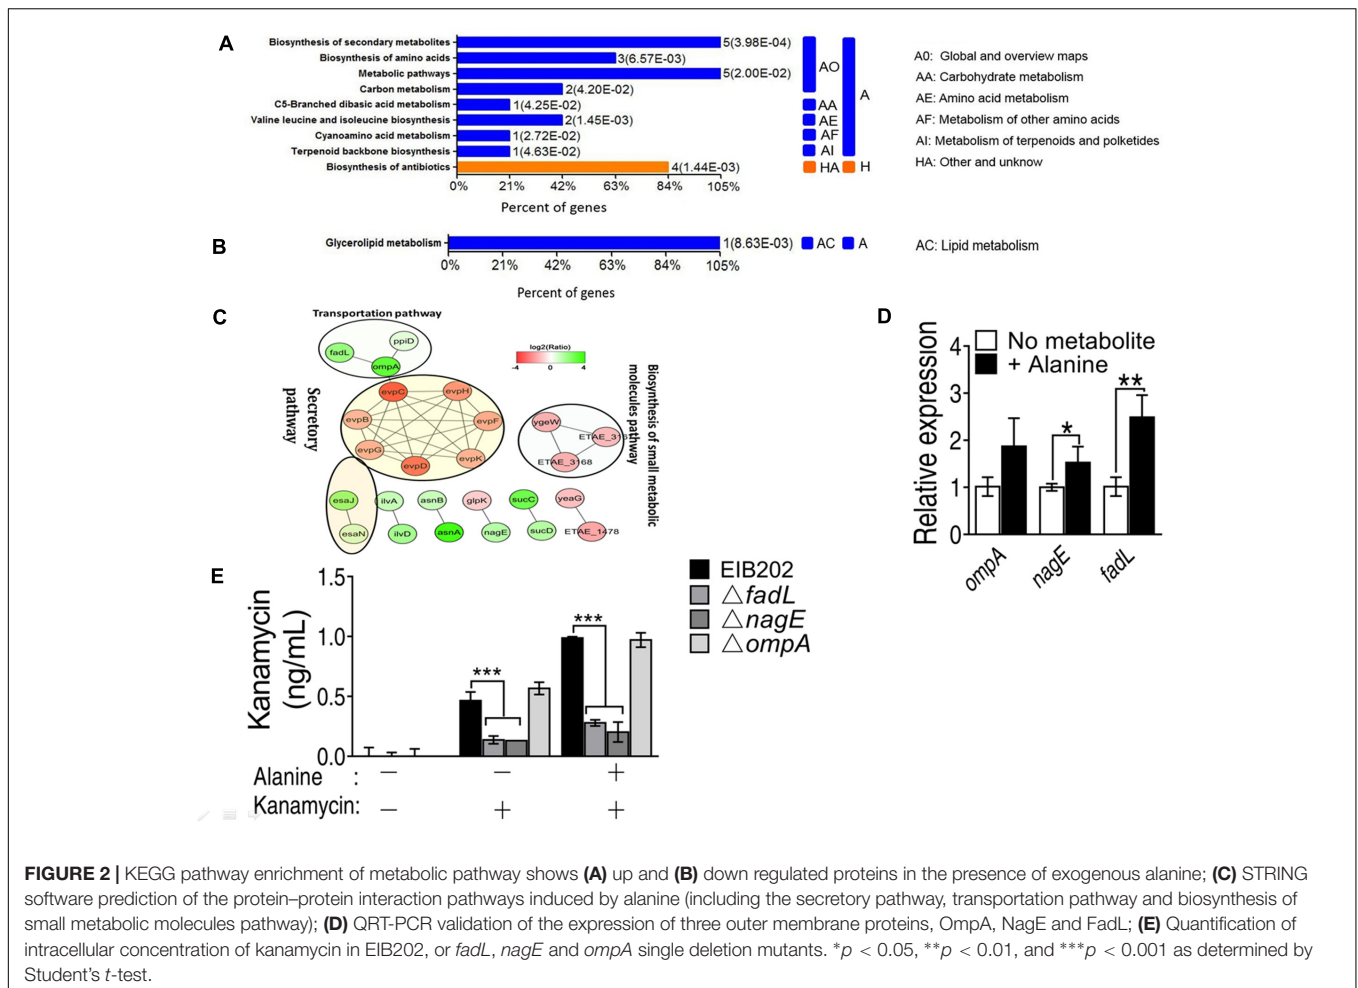 A
Biosynthesis of secondary metabolites 5(3.98E-04)
Biosynthesis of amino acids 3(6.57E-03)
Metabolic pathways 5(2.00E-02)
Carbon metabolism 2(4.20E-02)
C5-Branched dibasic acid metabolism 1(4.25E-02)
Valine leucine and isoleucine biosynthesis 2(1.45E-03)
Cyanoamino acid metabolism 1(2.72E-02)
Terpenoid backbone biosynthesis 1(4.63E-02)
Biosynthesis of antibiotics 4(1.44E-03)
0% 21% 42% 63% 84% 105%
Percent of genes
AO
A
AA
AE
AF
AI
HA H
A0: Global and overview maps
AA: Carbohydrate metabolism
AE: Amino acid metabolism
AF: Metabolism of other amino acids
AI: Metabolism of terpenoids and polketides
HA: Other and unknow
B
Glycerolipid metabolism 1(8.63E-03) AC A
AC: Lipid metabolism
0% 21% 42% 63% 84% 105%
Percent of genes
C
Transportation pathway
ppiD
fadL
ompA
log2(Ratio)
-4 0 4
Secretory
pathway
evpC
evpH
evpB
evpF
evpG
evpD
evpK
Biosynthesis of small metabolic
molecules pathway
ygeW
ETAE_3168
esaJ ilvA asnB glpK sucC yeaG
esaN ilvD asnA nagE sucD ETAE_1478
D
Relative expression
4
3
2
1
0
No metabolite
+ Alanine
*
**
ompA
nagE
fadL
E
Kanamycin
(ng/mL)
1.5
1.0
0.5
0.0
***
***
EIB202
△fadL
△nagE
△ompA
Alanine : — — +
Kanamycin: — + +
FIGURE 2 | KEGG pathway enrichment of metabolic pathway shows (A) up and (B) down regulated proteins in the presence of exogenous alanine; (C) STRING
software prediction of the protein–protein interaction pathways induced by alanine (including the secretory pathway, transportation pathway and biosynthesis of
small metabolic molecules pathway); (D) QRT-PCR validation of the expression of three outer membrane proteins, OmpA, NagE and FadL; (E) Quantification of
intracellular concentration of kanamycin in EIB202, or fadL, nagE and ompA single deletion mutants. *p < 0.05, **p < 0.01, and ***p < 0.001 as determined by
Student's t-test.